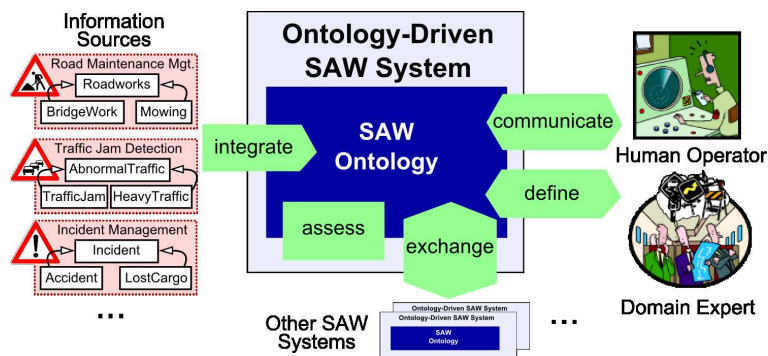 Information
Sources
Road Maintenance Mgt.
Roadworks
BridgeWork
Mowing
Traffic Jam Detection
AbnormalTraffic
TrafficJam
HeavyTraffic
!
Incident Management
Incident
Accident
LostCargo
...
Ontology-Driven
SAW System
SAW
Ontology
integrate
assess
exchange
communicate
define
Human Operator
Domain Expert
Other SAW
Systems
Ontology-Driven SAW System
Ontology-Driven SAW System
SAW
Ontology
...